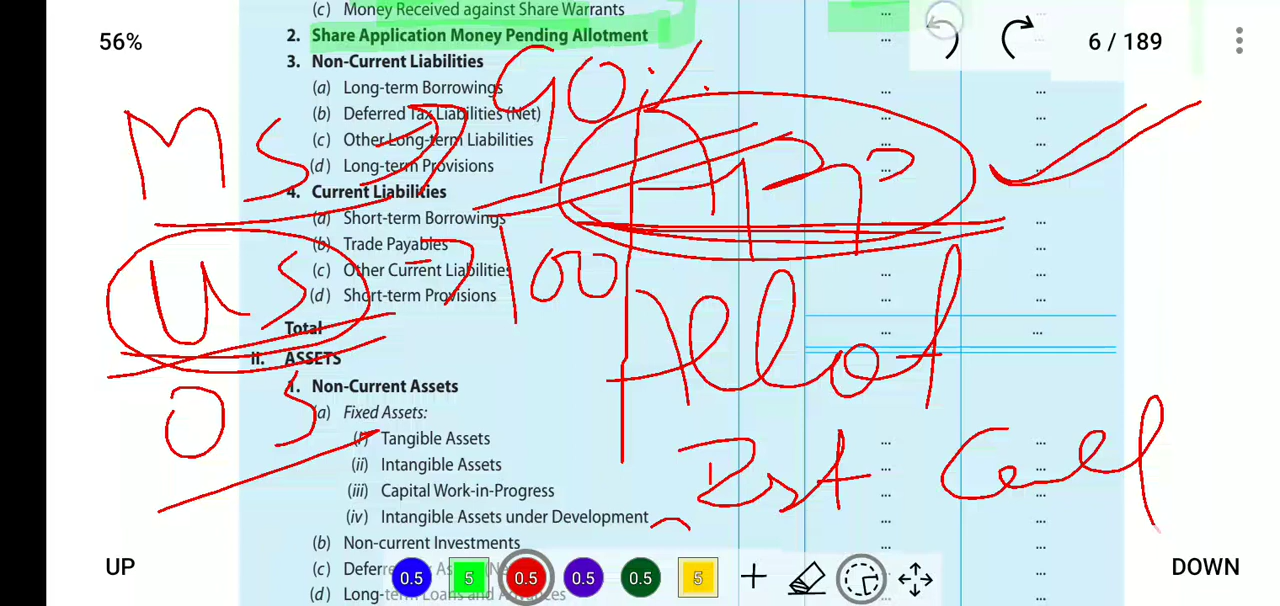 (c) Money Received against Share Warrants ... ...
56%
2. Share Application Money Pending Allotment ... ...
6 / 189
3. Non-Current Liabilities
(a) Long-term Borrowings ... ...
90%
(b) Deferred Tax Liabilities (Net) ... ...
MS
(c) Other Long-term Liabilities ... ...
(d) Long-term Provisions ... ...
4. Current Liabilities
(a) Short-term Borrowings ... ...
(b) Trade Payables ... ...
US
100
(c) Other Current Liabilities ... ...
(d) Short-term Provisions ... ...
Total ... ...
Allot
II. ASSETS
1. Non-Current Assets
(a) Fixed Assets:
OS
(i) Tangible Assets ... ...
(ii) Intangible Assets ... ...
Call
(iii) Capital Work-in-Progress ... ...
(iv) Intangible Assets under Development ... ...
(b) Non-current Investments ... ...
UP
DOWN
0.5 5 0.5 0.5 0.5 5
(d) Long-term Loans and Advances ... ...